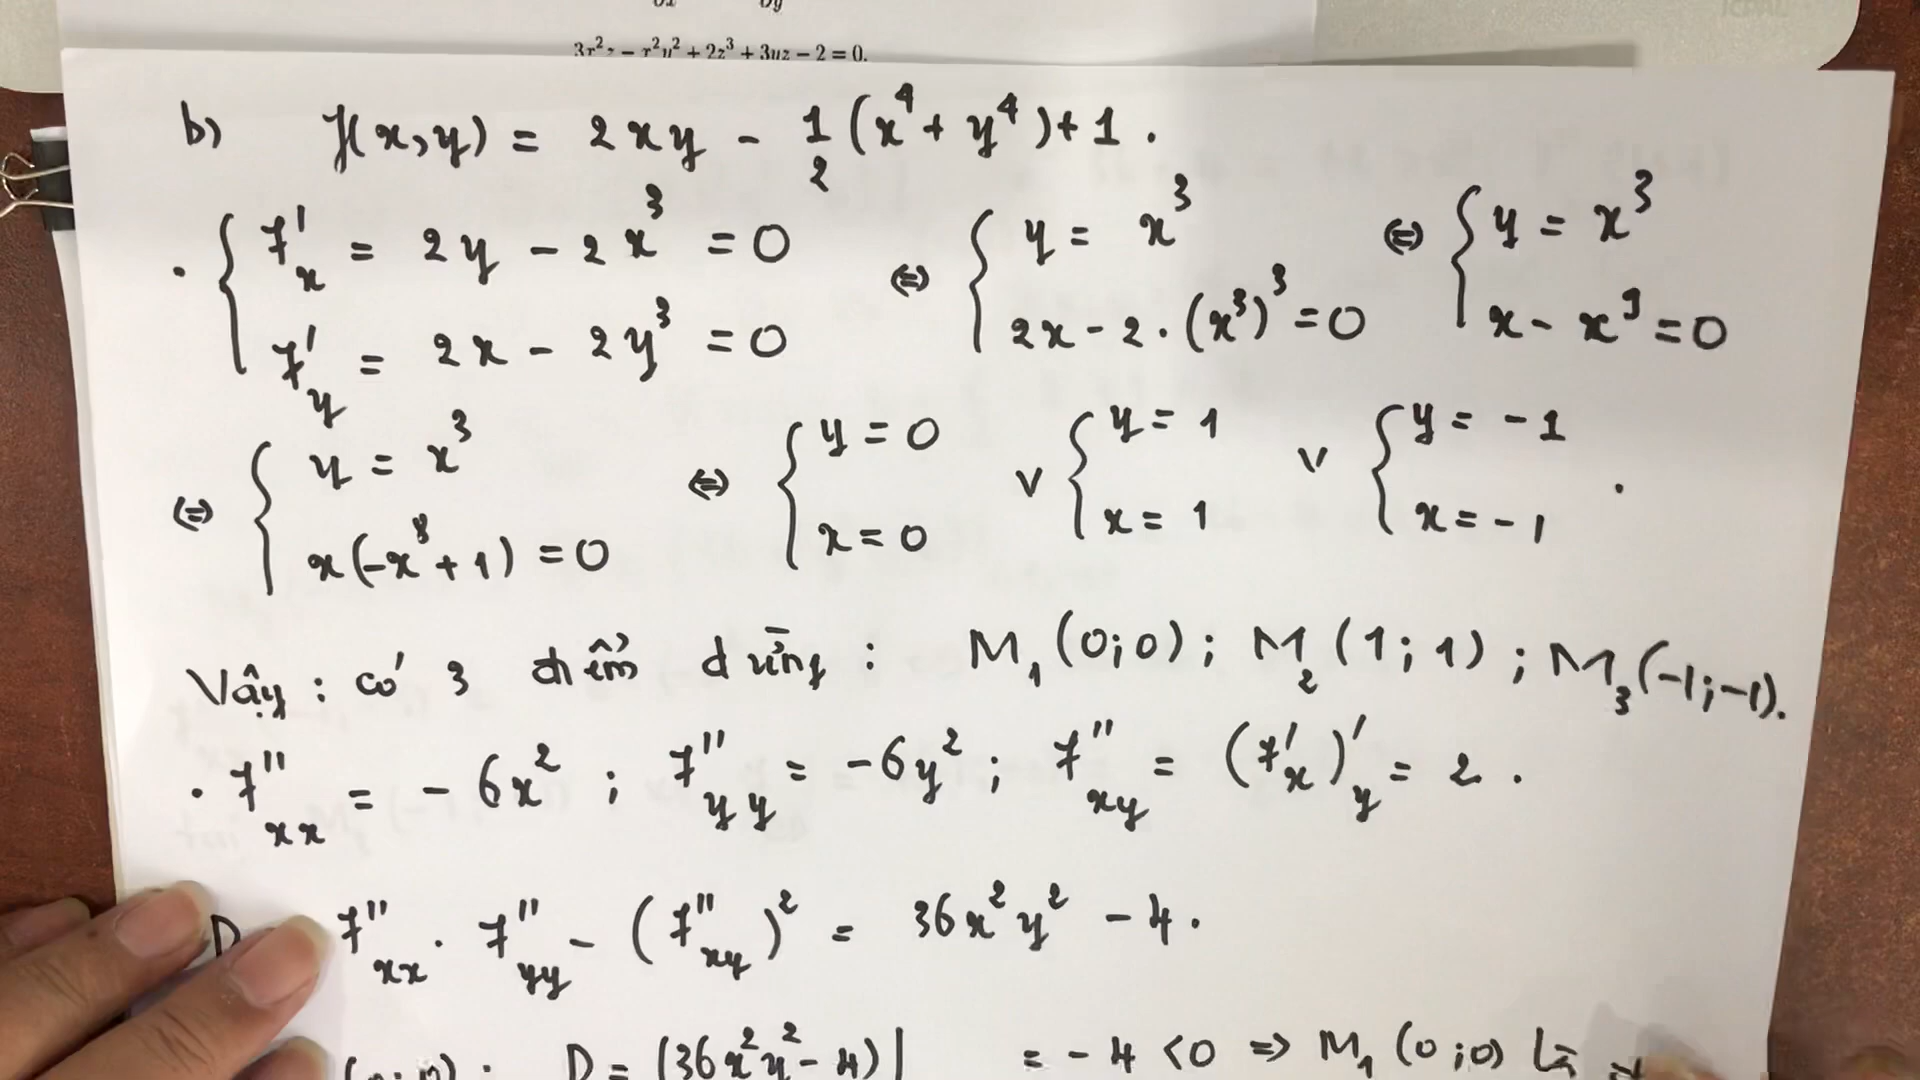 3x²z − x²y² + 2z³ + 3yz − 2 = 0.
b) f(x,y) = 2xy - 1/2 (x⁴ + y⁴) + 1 .
. { f'x = 2y - 2x³ = 0 ⇔ { y = x³ ⇔ { y = x³
f'y = 2x - 2y³ = 0 2x - 2.(x³)³ = 0 x - x⁹ = 0
⇔ { y = x³ ⇔ { y = 0 v { y = 1 v { y = -1 .
x(-x⁸ + 1) = 0 x = 0 x = 1 x = -1
Vậy : có 3 điểm dừng : M₁(0;0) ; M₂(1;1) ; M₃(-1;-1).
. f''xx = - 6x² ; f''yy = -6y² ; f''xy = (f'x)'y = 2 .
D f''xx . f''yy - (f''xy)² = 36x²y² - 4 .
: D = (36x²y² - 4)| = - 4 < 0 ⇒ M₁(0;0) là